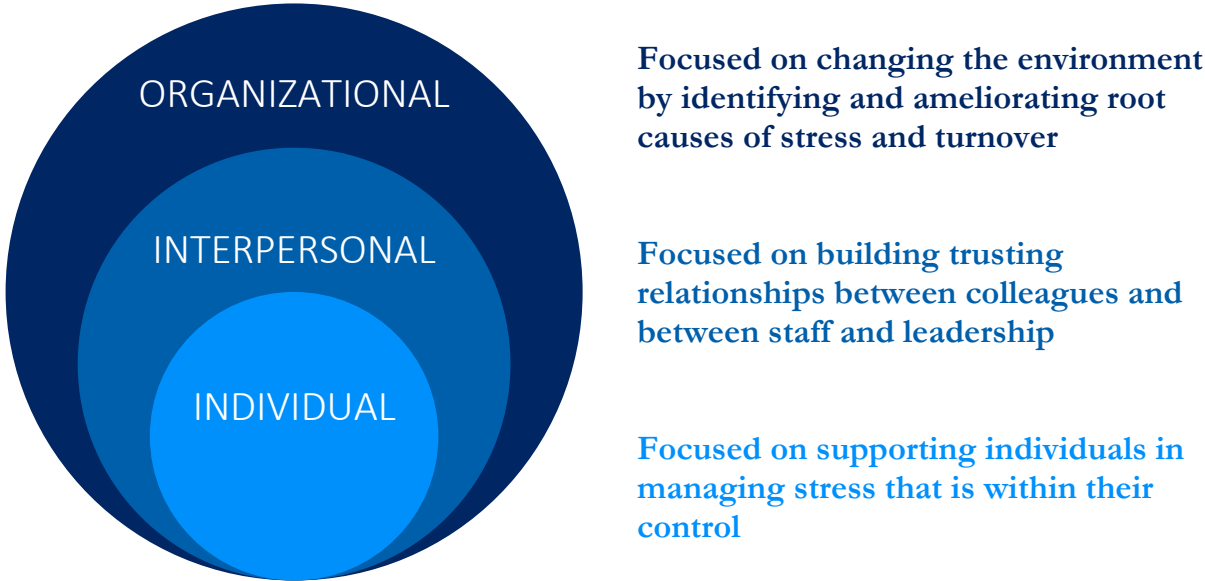 ORGANIZATIONAL
Focused on changing the environment
by identifying and ameliorating root
causes of stress and turnover
INTERPERSONAL
Focused on building trusting
relationships between colleagues and
between staff and leadership
INDIVIDUAL
Focused on supporting individuals in
managing stress that is within their
control